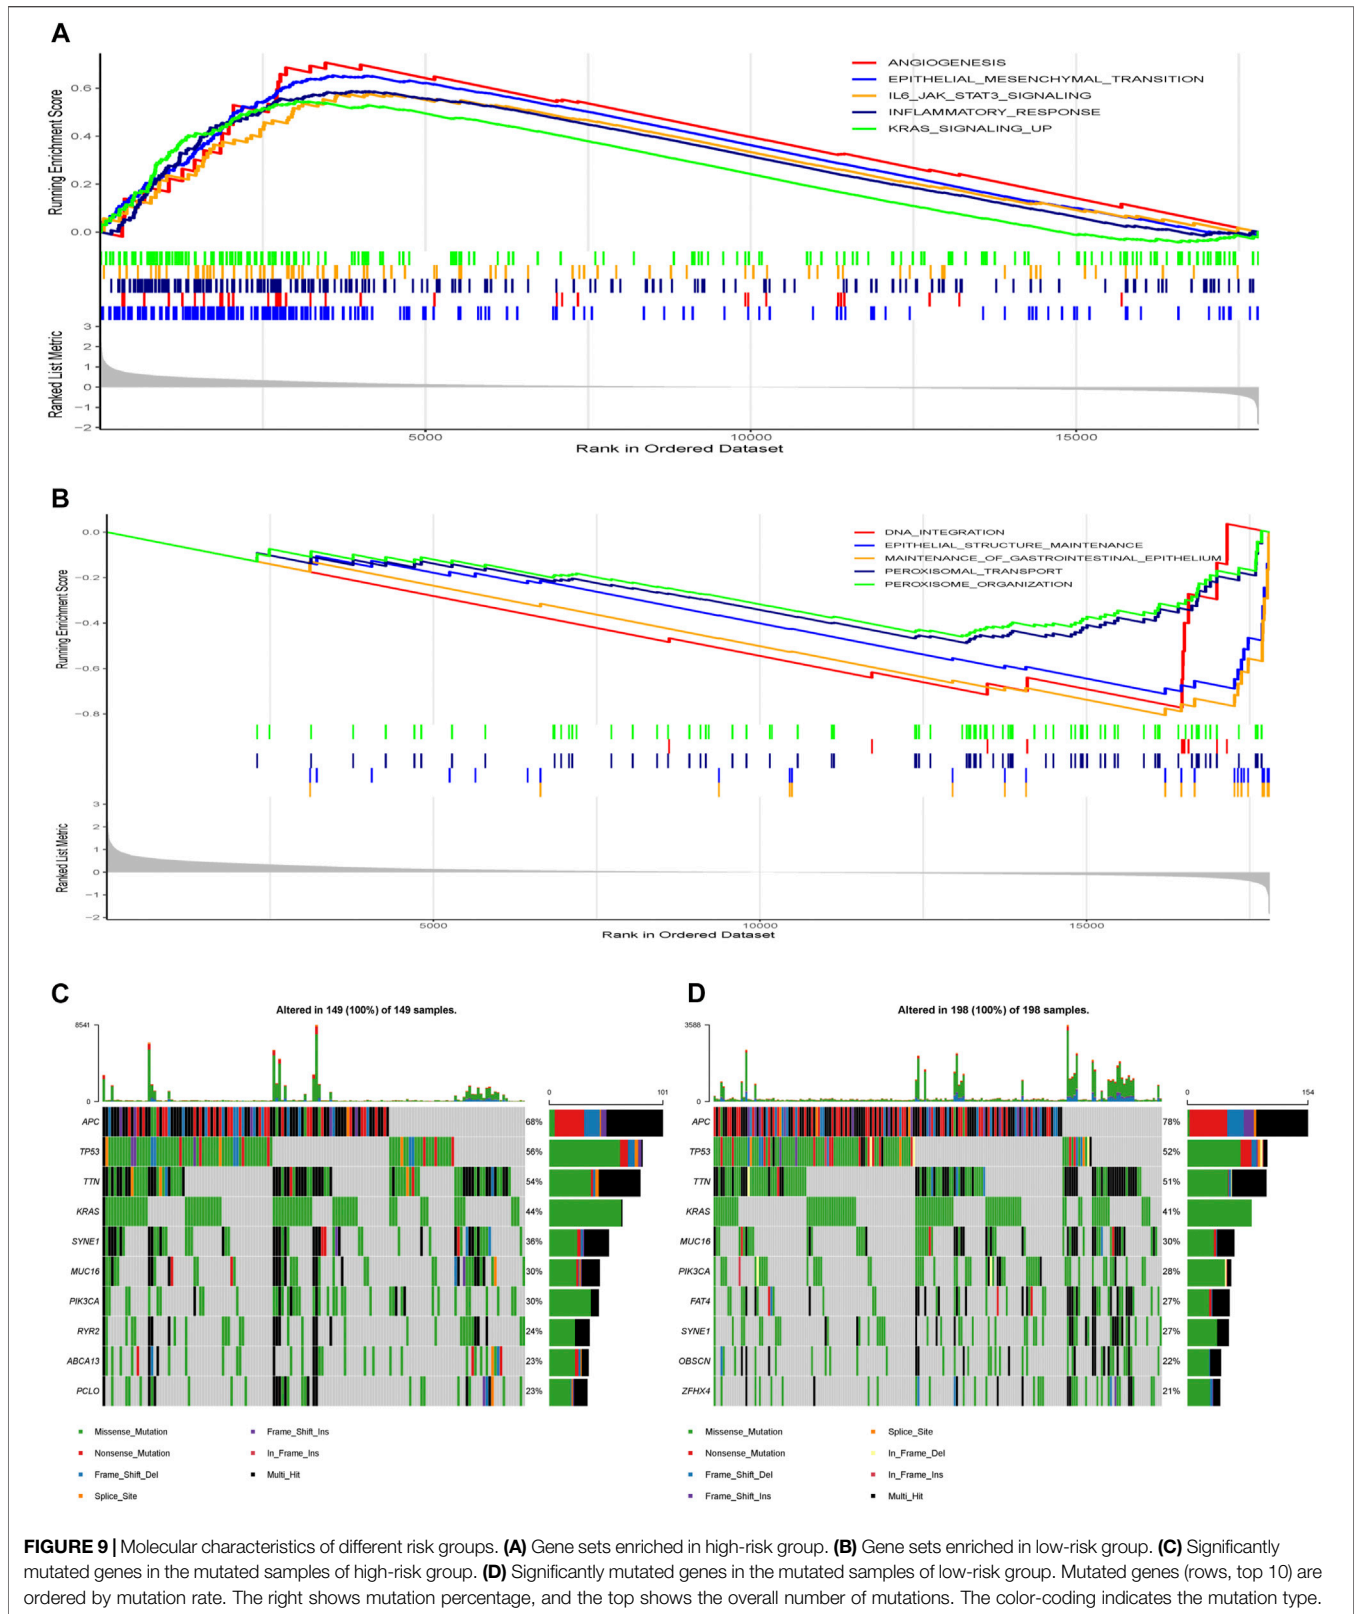 A
Running Enrichment Score
0.6
0.4
0.2
0.0
ANGIOGENESIS
EPITHELIAL_MESENCHYMAL_TRANSITION
IL6_JAK_STAT3_SIGNALING
INFLAMMATORY_RESPONSE
KRAS_SIGNALING_UP
Ranked List Metric
3
2
1
0
−1
−2
5000
10000
15000
Rank in Ordered Dataset
B
Running Enrichment Score
0.0
−0.2
−0.4
−0.6
−0.8
DNA_INTEGRATION
EPITHELIAL_STRUCTURE_MAINTENANCE
MAINTENANCE_OF_GASTROINTESTINAL_EPITHELIUM
PEROXISOMAL_TRANSPORT
PEROXISOME_ORGANIZATION
Ranked List Metric
3
2
1
0
−1
−2
5000
10000
15000
Rank in Ordered Dataset
C
Altered in 149 (100%) of 149 samples.
8541
0
0
101
APC
68%
TP53
56%
TTN
54%
KRAS
44%
SYNE1
36%
MUC16
30%
PIK3CA
30%
RYR2
24%
ABCA13
23%
PCLO
23%
Missense_Mutation
Nonsense_Mutation
Frame_Shift_Del
Splice_Site
Frame_Shift_Ins
In_Frame_Ins
Multi_Hit
D
Altered in 198 (100%) of 198 samples.
3588
0
0
154
APC
78%
TP53
52%
TTN
51%
KRAS
41%
MUC16
30%
PIK3CA
28%
FAT4
27%
SYNE1
27%
OBSCN
22%
ZFHX4
21%
Missense_Mutation
Nonsense_Mutation
Frame_Shift_Del
Frame_Shift_Ins
Splice_Site
In_Frame_Del
In_Frame_Ins
Multi_Hit
FIGURE 9 | Molecular characteristics of different risk groups. (A) Gene sets enriched in high-risk group. (B) Gene sets enriched in low-risk group. (C) Significantly
mutated genes in the mutated samples of high-risk group. (D) Significantly mutated genes in the mutated samples of low-risk group. Mutated genes (rows, top 10) are
ordered by mutation rate. The right shows mutation percentage, and the top shows the overall number of mutations. The color-coding indicates the mutation type.